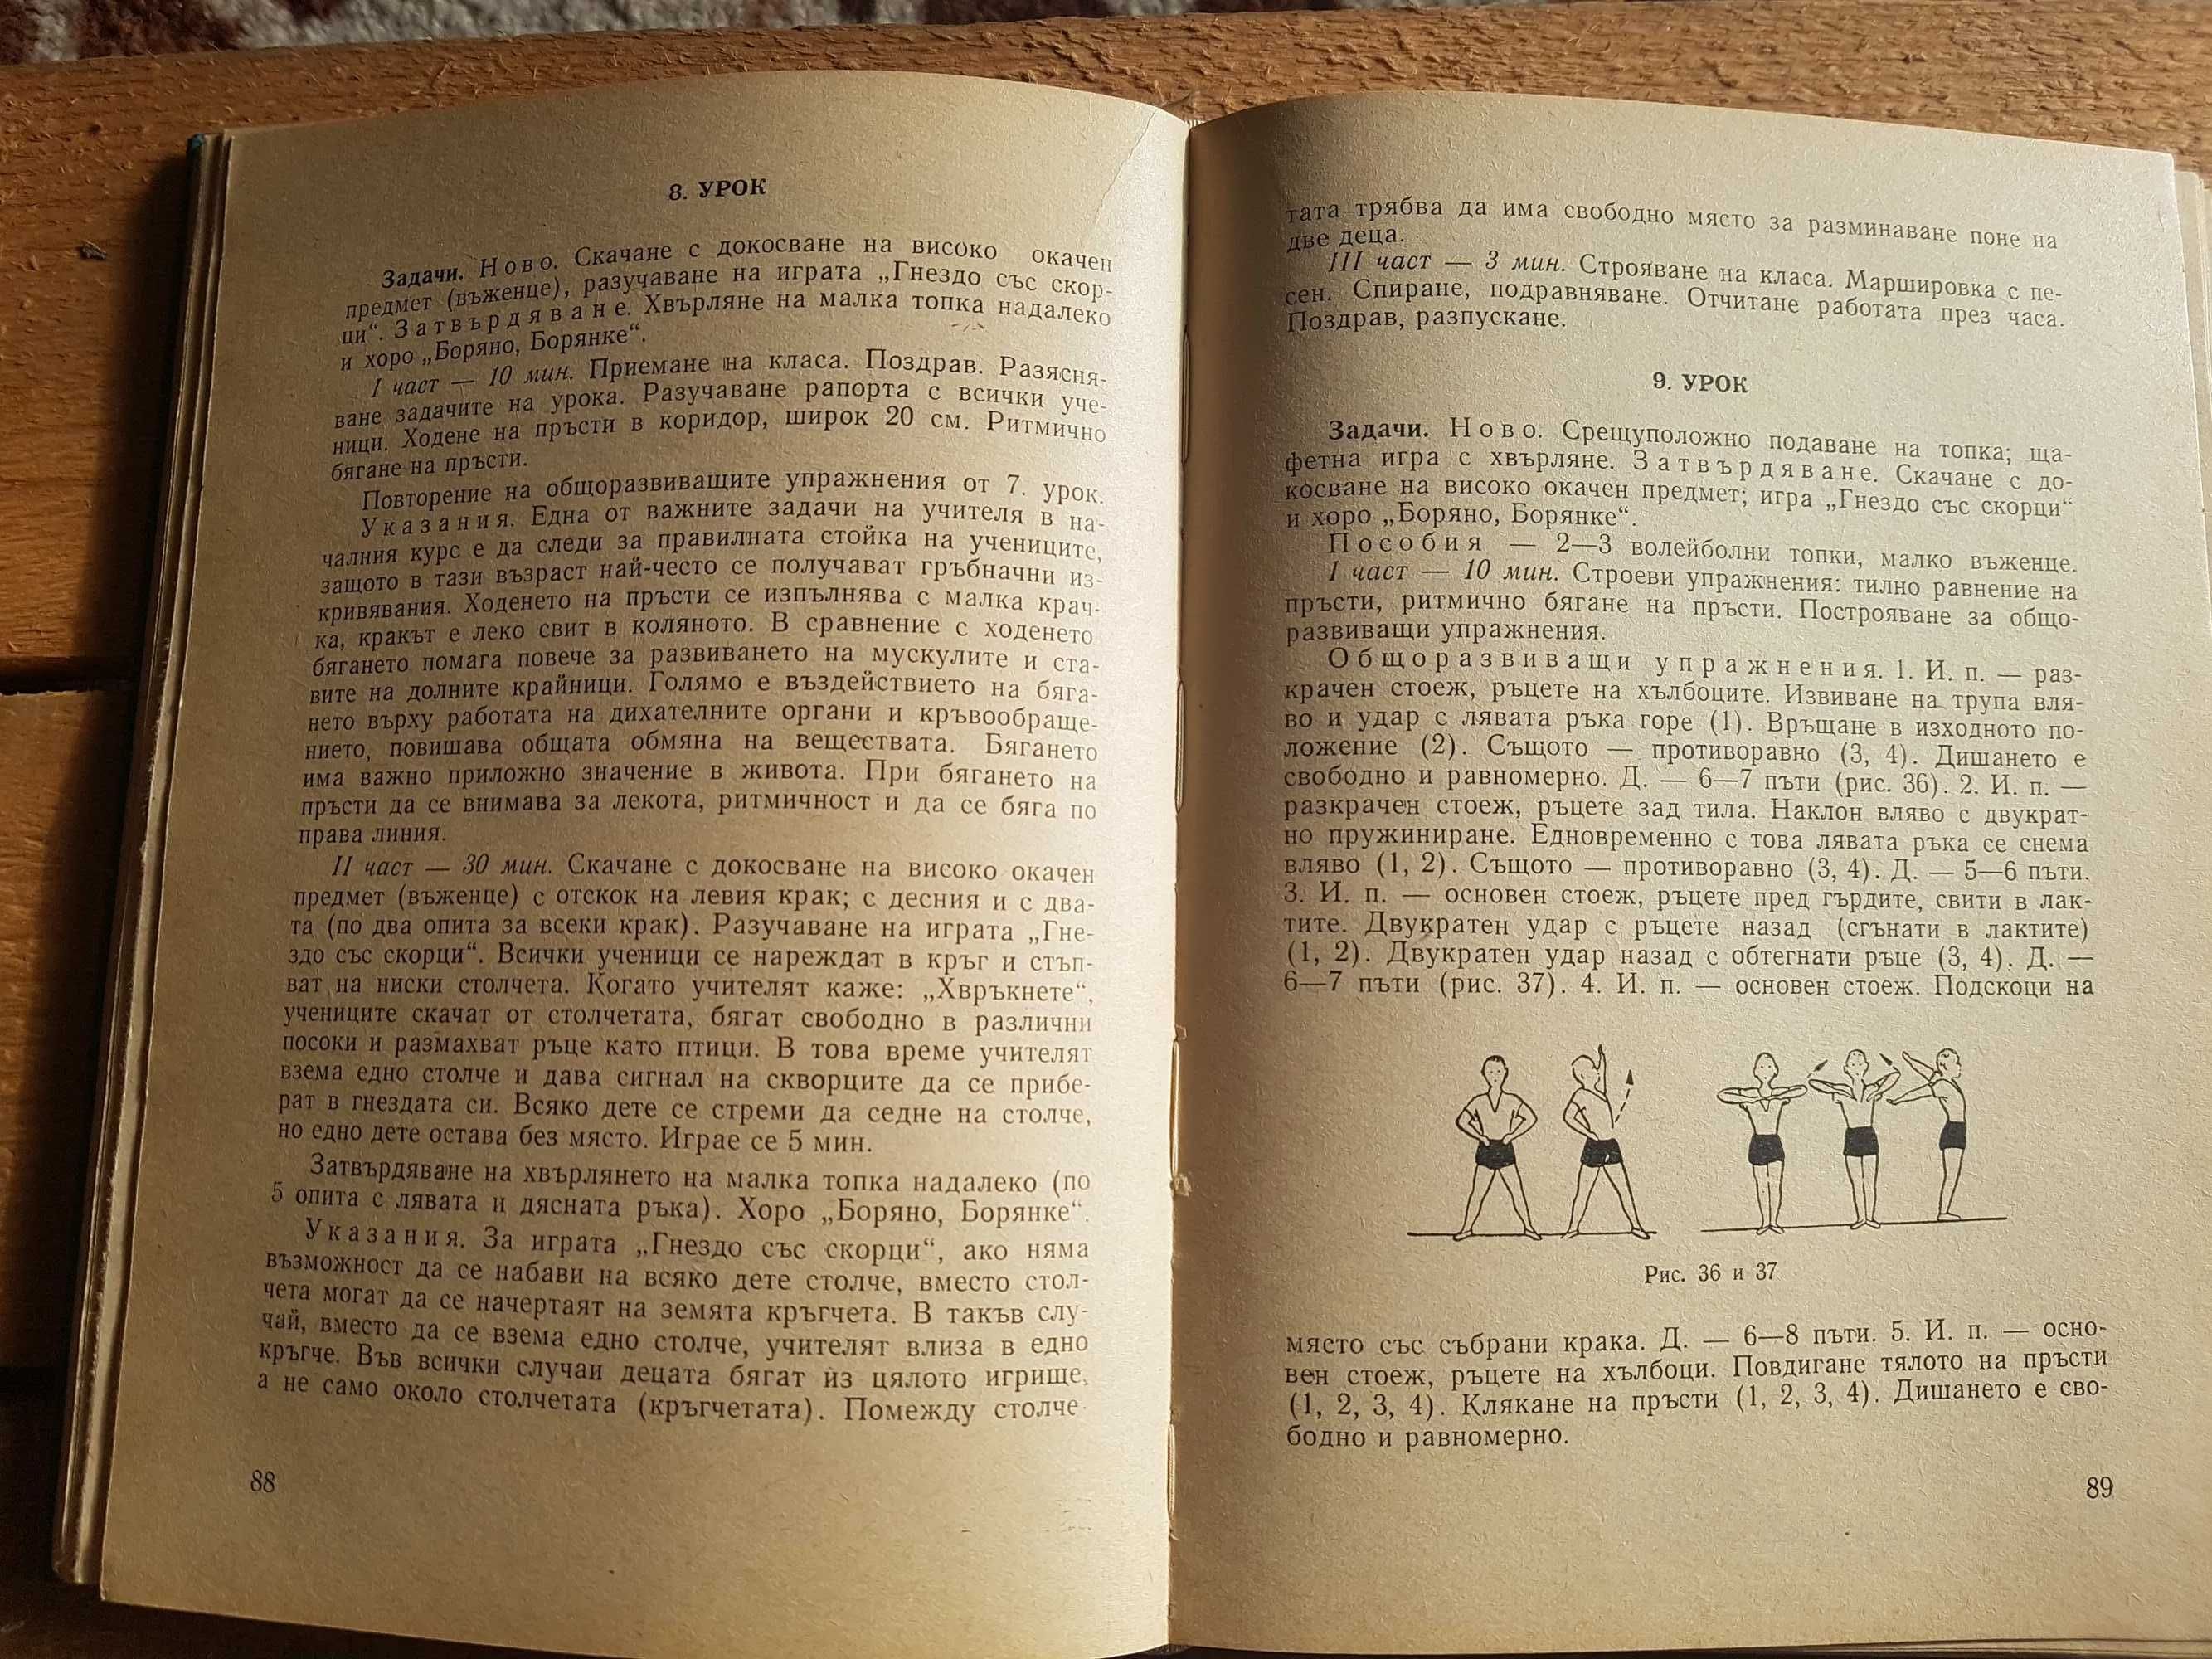 8. УРОК
Задачи. Ново. Скачане с докосване на високо окачен
предмет (въженце), разучаване на играта „Гнездо със скор-
ци“. Затвърдяване. Хвърляне на малка топка надалеко
и хоро „Боряно, Борянке“.
I част — 10 мин. Приемане на класа. Поздрав. Разясня-
ване задачите на урока. Разучаване рапорта с всички уче-
ници. Ходене на пръсти в коридор, широк 20 см. Ритмично
бягане на пръсти.
Повторение на общоразвиващите упражнения от 7. урок.
Указания. Една от важните задачи на учителя в на-
чалния курс е да следи за правилната стойка на учениците,
защото в тази възраст най-често се получават гръбначни из-
кривявания. Ходенето на пръсти се изпълнява с малка крач-
ка, кракът е леко свит в коляното. В сравнение с ходенето
бягането помага повече за развиването на мускулите и ста-
вите на долните крайници. Голямо е въздействието на бяга-
нето върху работата на дихателните органи и кръвообраще-
нието, повишава общата обмяна на веществата. Бягането
има важно приложно значение в живота. При бягането на
пръсти да се внимава за лекота, ритмичност и да се бяга по
права линия.
II част — 30 мин. Скачане с докосване на високо окачен
предмет (въженце) с отскок на левия крак; с десния и с два-
та (по два опита за всеки крак). Разучаване на играта „Гне-
здо със скорци“. Всички ученици се нареждат в кръг и стъп-
ват на ниски столчета. Когато учителят каже: „Хвръкнете“,
учениците скачат от столчетата, бягат свободно в различни
посоки и размахват ръце като птици. В това време учителят
взема едно столче и дава сигнал на скворците да се прибе-
рат в гнездата си. Всяко дете се стреми да седне на столче,
но едно дете остава без място. Играе се 5 мин.
Затвърдяване на хвърлянето на малка топка надалеко (по
5 опита с лявата и дясната ръка). Хоро „Боряно, Борянке“.
Указания. За играта „Гнездо със скорци“, ако няма
възможност да се набави на всяко дете столче, вместо стол-
чета могат да се начертаят на земята кръгчета. В такъв слу-
чай, вместо да се взема едно столче, учителят влиза в едно
кръгче. Във всички случаи децата бягат из цялото игрище,
а не само около столчетата (кръгчетата). Помежду столче-
88
тата трябва да има свободно място за разминаване поне на
две деца.
III част — 3 мин. Строяване на класа. Маршировка с пе-
сен. Спиране, подравняване. Отчитане работата през часа.
Поздрав, разпускане.
9. УРОК
Задачи. Ново. Срещуположно подаване на топка; ща-
фетна игра с хвърляне. Затвърдяване. Скачане с до-
косване на високо окачен предмет; игра „Гнездо със скорци“
и хоро „Боряно, Борянке“.
Пособия — 2—3 волейболни топки, малко въженце.
I част — 10 мин. Строеви упражнения: тилно равнение на
пръсти, ритмично бягане на пръсти. Построяване за общо-
развиващи упражнения.
Общоразвиващи упражнения. 1. И. п. — раз-
крачен стоеж, ръцете на хълбоците. Извиване на трупа вля-
во и удар с лявата ръка горе (1). Връщане в изходното по-
ложение (2). Същото — противоравно (3, 4). Дишането е
свободно и равномерно. Д. — 6—7 пъти (рис. 36). 2. И. п. —
разкрачен стоеж, ръцете зад тила. Наклон вляво с двукрат-
но пружиниране. Едновременно с това лявата ръка се снема
вляво (1, 2). Същото — противоравно (3, 4). Д. — 5—6 пъти.
3. И. п. — основен стоеж, ръцете пред гърдите, свити в лак-
тите. Двукратен удар с ръцете назад (сгънати в лактите)
(1, 2). Двукратен удар назад с обтегнати ръце (3, 4). Д. —
6—7 пъти (рис. 37). 4. И. п. — основен стоеж. Подскоци на
Рис. 36 и 37
място със събрани крака. Д. — 6—8 пъти. 5. И. п. — осно-
вен стоеж, ръцете на хълбоци. Повдигане тялото на пръсти
(1, 2, 3, 4). Клякане на пръсти (1, 2, 3, 4). Дишането е сво-
бодно и равномерно.
89